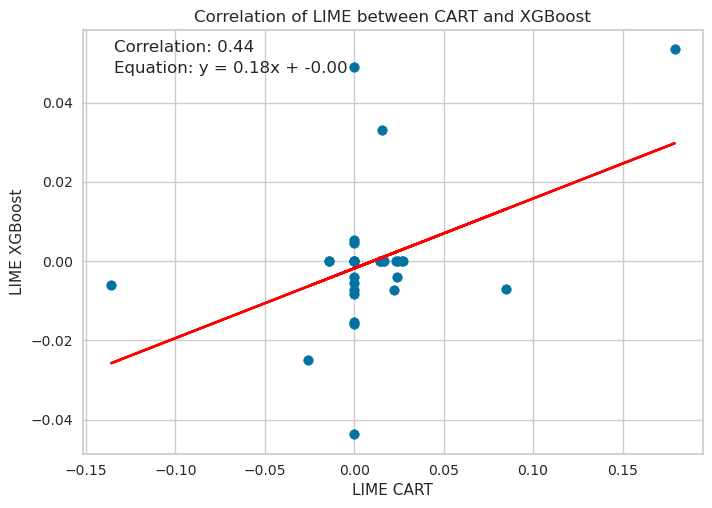 Correlation of LIME between CART and XGBoost
Correlation: 0.44
Equation: y = 0.18x + -0.00
0.04
0.02
0.00
−0.02
−0.04
LIME XGBoost
−0.15 −0.10 −0.05 0.00 0.05 0.10 0.15
LIME CART